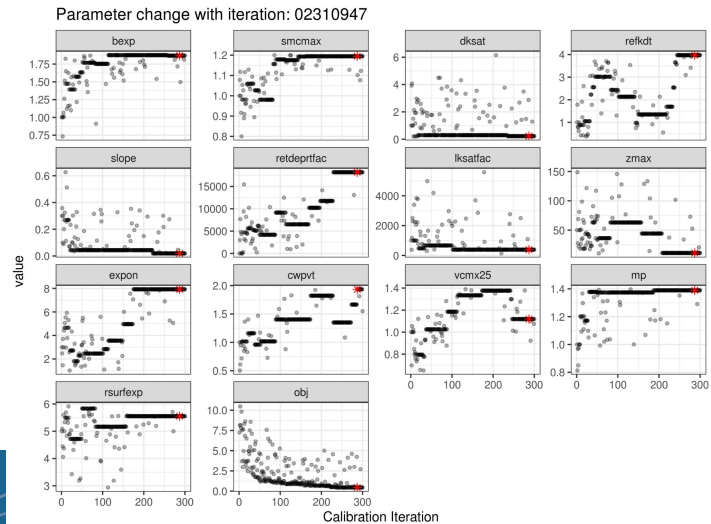 Parameter change with iteration: 02310947
bexp
smcmax
dksat
refkdt
1.75
1.50
1.25
1.00
0.75
1.2
1.1
1.0
0.9
0.8
6
4
2
0
4
3
2
1
slope
retdeprtfac
lksatfac
zmax
0.6
0.4
0.2
0.0
15000
10000
5000
0
4000
2000
0
150
100
50
value
expon
cwpvt
vcmx25
mp
8
6
4
2
2.0
1.5
1.0
0.5
1.4
1.2
1.0
0.8
1.4
1.2
1.0
0.8
0 100 200 300
0 100 200 300
rsurfexp
obj
6
5
4
3
10.0
7.5
5.0
2.5
0.0
0 100 200 300
0 100 200 300
Calibration Iteration